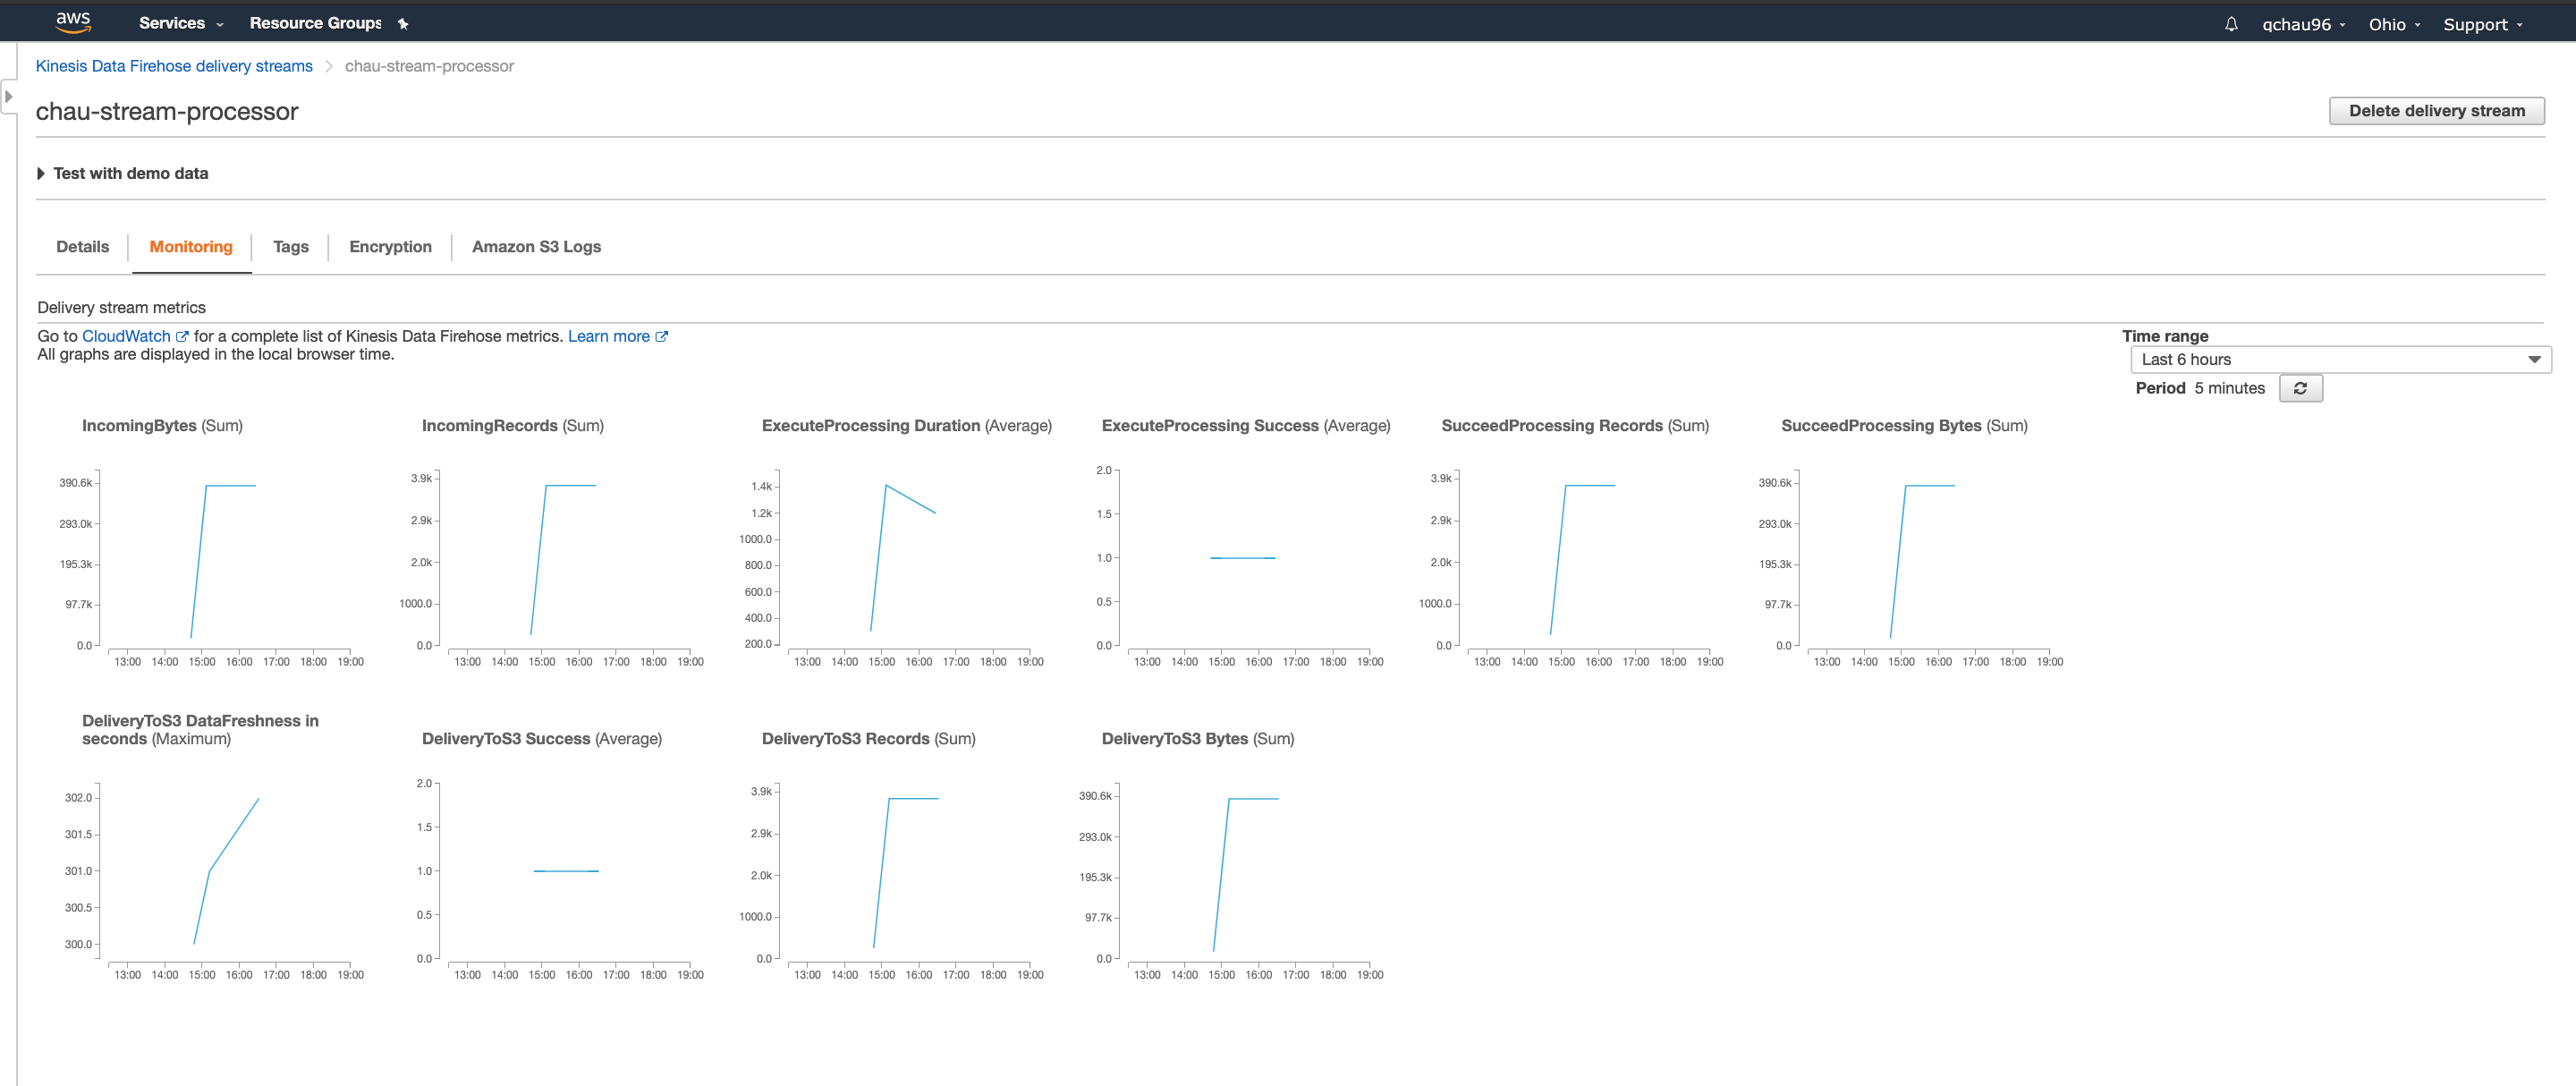 aws Services Resource Groups qchau96 Ohio Support
Kinesis Data Firehose delivery streams chau-stream-processor
chau-stream-processor Delete delivery stream
Test with demo data
Details Monitoring Tags Encryption Amazon S3 Logs
Delivery stream metrics
Go to CloudWatch for a complete list of Kinesis Data Firehose metrics. Learn more
All graphs are displayed in the local browser time.
Time range
Last 6 hours
Period 5 minutes
IncomingBytes (Sum)
390.6k
293.0k
195.3k
97.7k
0.0
13:00 14:00 15:00 16:00 17:00 18:00 19:00
IncomingRecords (Sum)
3.9k
2.9k
2.0k
1000.0
0.0
13:00 14:00 15:00 16:00 17:00 18:00 19:00
ExecuteProcessing Duration (Average)
1.4k
1.2k
1000.0
800.0
600.0
400.0
200.0
13:00 14:00 15:00 16:00 17:00 18:00 19:00
ExecuteProcessing Success (Average)
2.0
1.5
1.0
0.5
0.0
13:00 14:00 15:00 16:00 17:00 18:00 19:00
SucceedProcessing Records (Sum)
3.9k
2.9k
2.0k
1000.0
0.0
13:00 14:00 15:00 16:00 17:00 18:00 19:00
SucceedProcessing Bytes (Sum)
390.6k
293.0k
195.3k
97.7k
0.0
13:00 14:00 15:00 16:00 17:00 18:00 19:00
DeliveryToS3 DataFreshness in
seconds (Maximum)
302.0
301.5
301.0
300.5
300.0
13:00 14:00 15:00 16:00 17:00 18:00 19:00
DeliveryToS3 Success (Average)
2.0
1.5
1.0
0.5
0.0
13:00 14:00 15:00 16:00 17:00 18:00 19:00
DeliveryToS3 Records (Sum)
3.9k
2.9k
2.0k
1000.0
0.0
13:00 14:00 15:00 16:00 17:00 18:00 19:00
DeliveryToS3 Bytes (Sum)
390.6k
293.0k
195.3k
97.7k
0.0
13:00 14:00 15:00 16:00 17:00 18:00 19:00